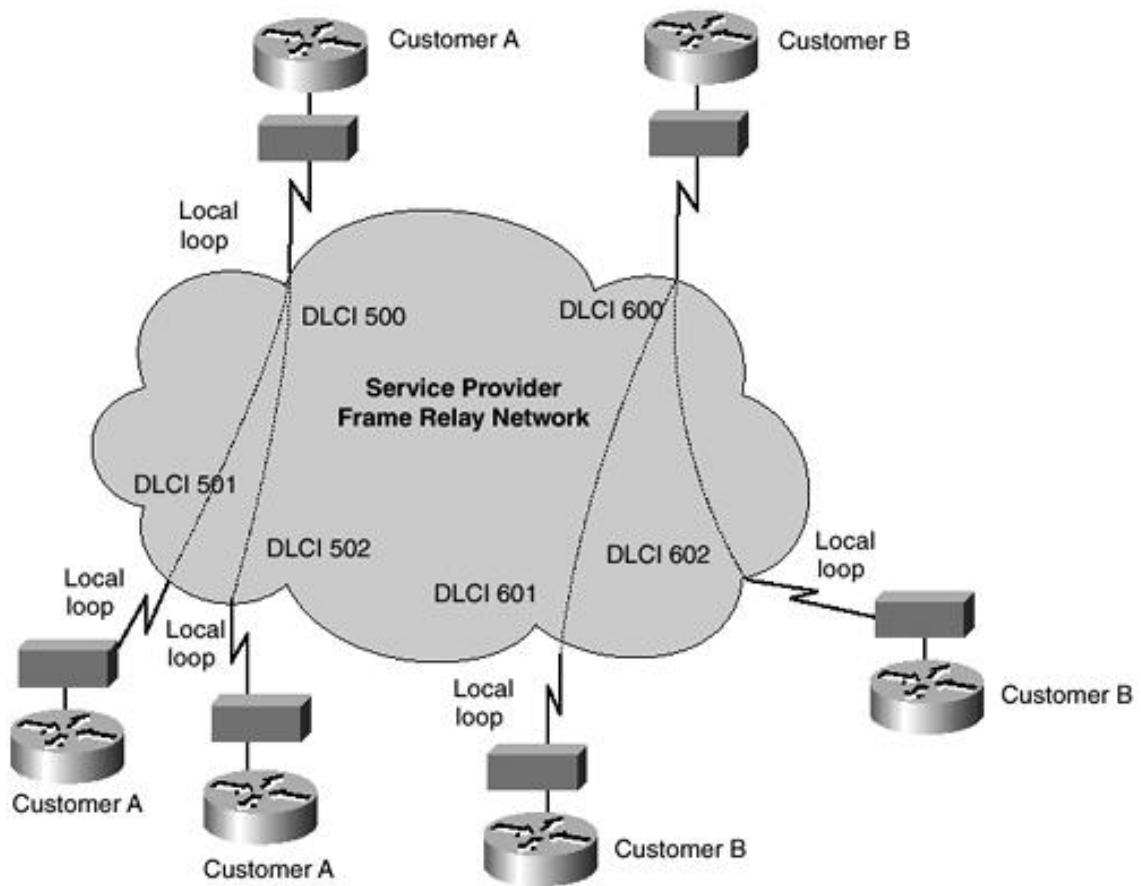 Customer A
Customer B
Local
loop
DLCI 500
DLCI 600
Service Provider
Frame Relay Network
DLCI 501
DLCI 502
DLCI 602
DLCI 601
Local
loop
Local
loop
Local
loop
Local
loop
Customer B
Customer A
Customer A
Customer B